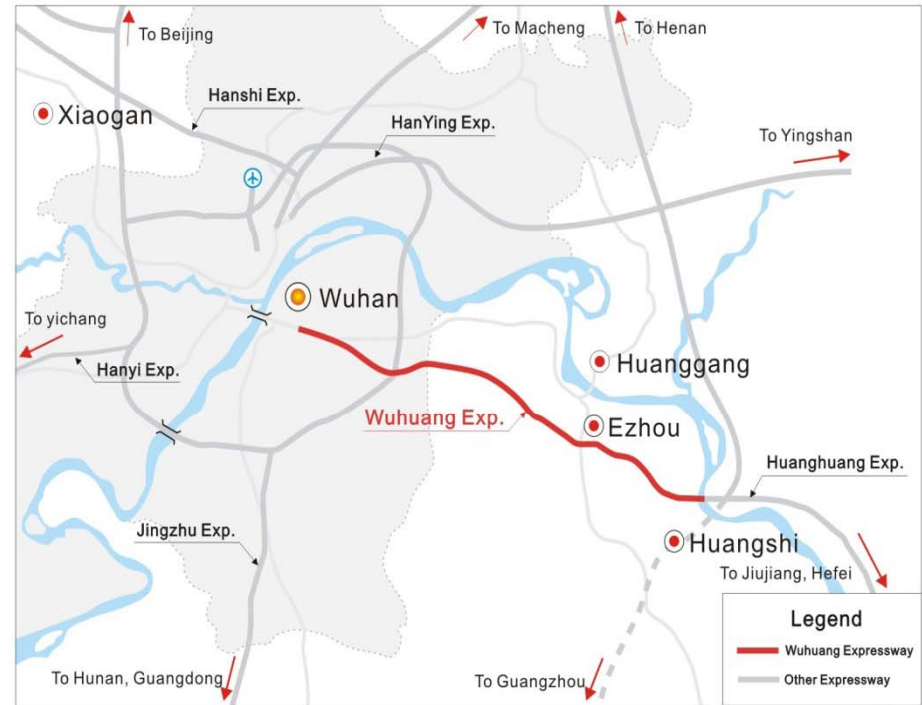 To Beijing
To Macheng
To Henan
Xiaogan
Hanshi Exp.
HanYing Exp.
To Yingshan
Wuhan
To yichang
Hanyi Exp.
Huanggang
Wuhuang Exp.
Ezhou
Huanghuang Exp.
Jingzhu Exp.
Huangshi
To Jiujiang, Hefei
To Hunan, Guangdong
To Guangzhou
Legend
Wuhuang Expressway
Other Expressway